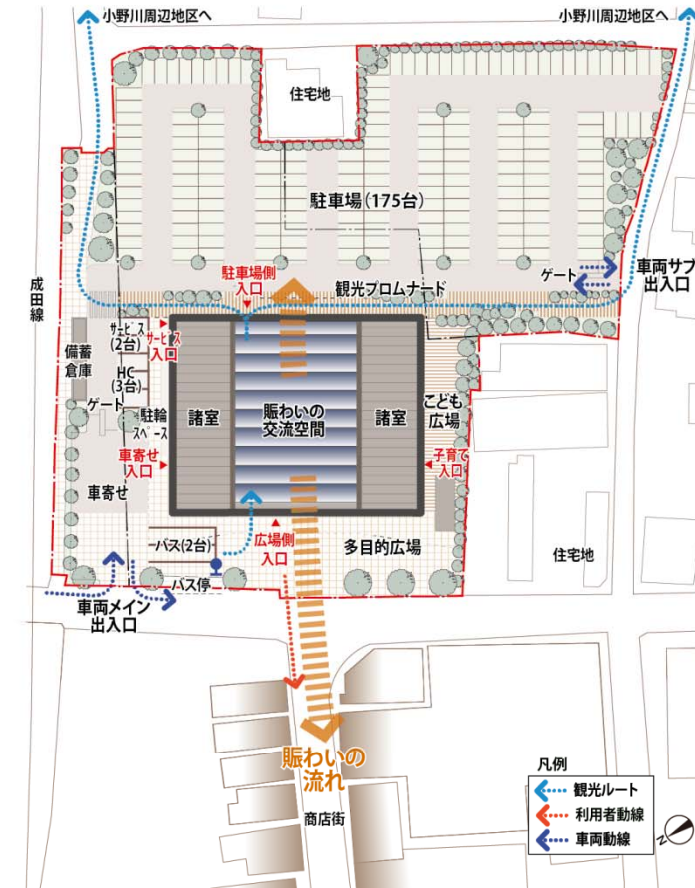 小野川周辺地区へ
小野川周辺地区へ
住宅地
駐車場(175台)
駐車場側
入口
観光プロムナード
ゲート
車両サブ
出入口
成田線
備蓄
倉庫
サービス
(2台)
サービス
入口
HC
(3台)
ゲート
駐輪
スペース
諸室
賑わいの
交流空間
諸室
こども
広場
車寄せ
入口
子育て
入口
車寄せ
バス(2台)
広場側
入口
多目的広場
住宅地
バス停
車両メイン
出入口
賑わいの
流れ
商店街
凡例
観光ルート
利用者動線
車両動線
N